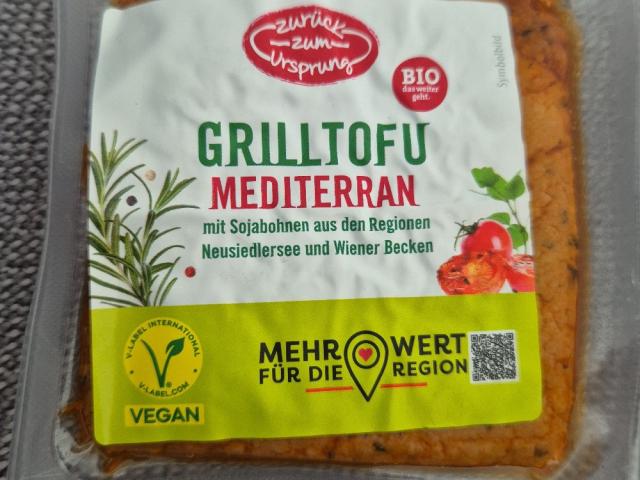 zurück
zum
Ursprung
BIO
das weiter
geht.
Symbolbild
GRILLTOFU
MEDITERRAN
mit Sojabohnen aus den Regionen
Neusiedlersee und Wiener Becken
V-LABEL INTERNATIONAL
V-LABEL.COM
VEGAN
MEHR WERT
FÜR DIE REGION